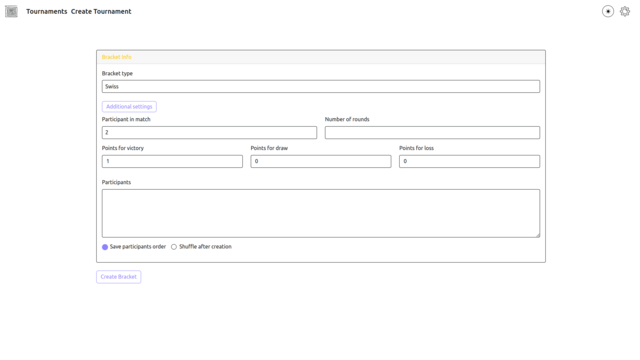 Tournaments Create Tournament
Bracket Info
Bracket type
Swiss
Additional settings
Participant in match
Number of rounds
2
Points for victory
Points for draw
Points for loss
1
0
0
Participants
Save participants order
Shuffle after creation
Create Bracket